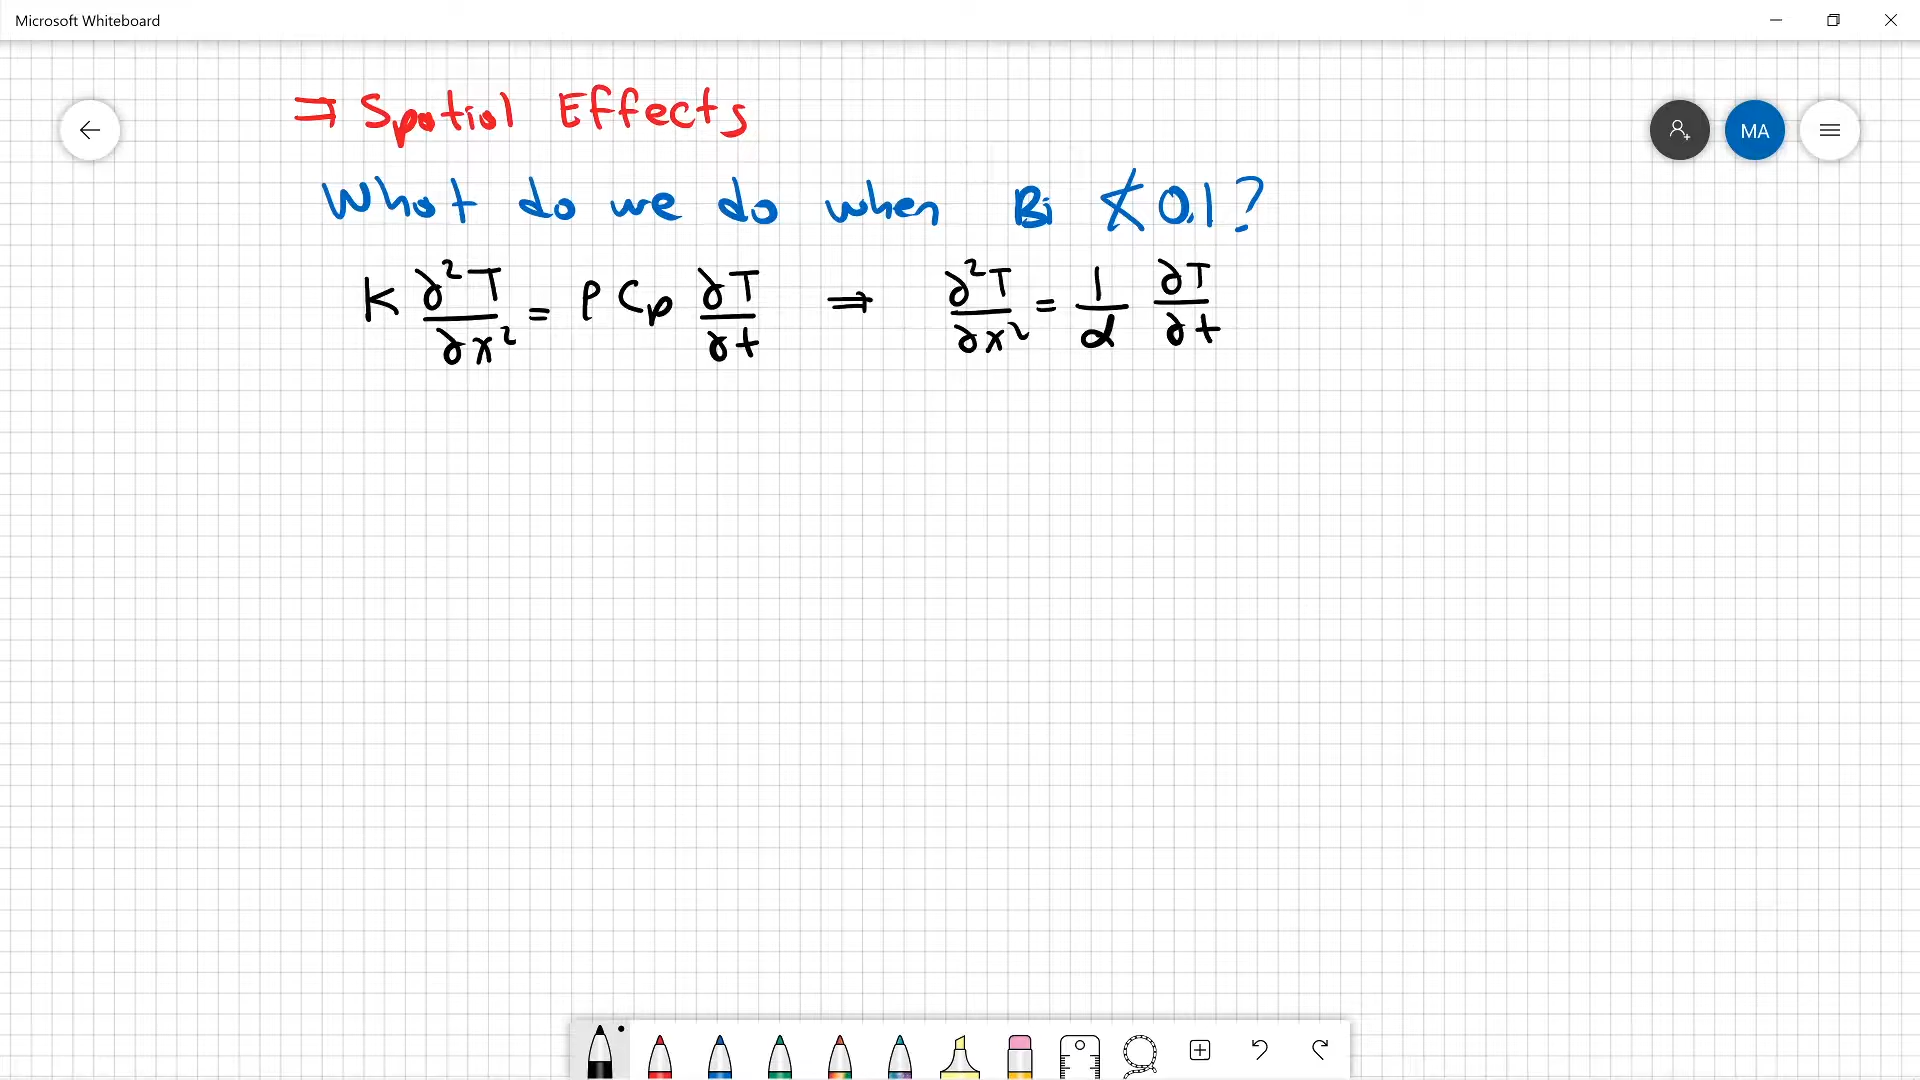 Microsoft Whiteboard
⇒ Spatial Effects
MA
What do we do when Bi ≮ 0.1?
K ∂²T/∂x² = ρ Cp ∂T/∂t ⇒ ∂²T/∂x² = 1/α ∂T/∂t